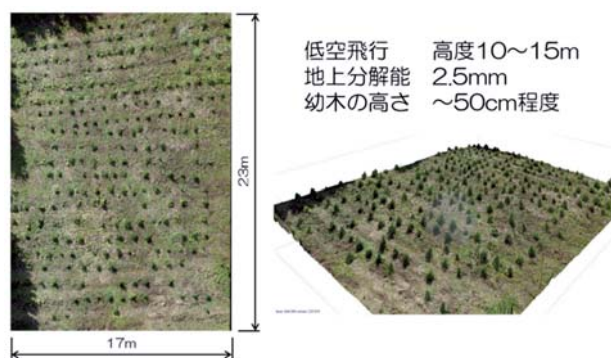 低空飛行　　高度10〜15m
地上分解能　2.5mm
幼木の高さ　〜50cm程度
23m
17m